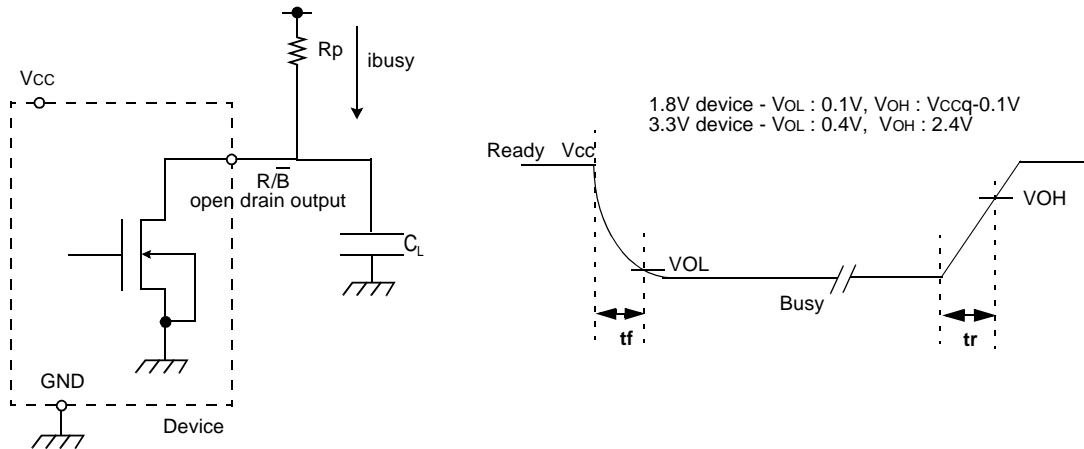 Rp
ibusy
VCC
R/B̅
open drain output
CL
GND
Device
1.8V device - VOL : 0.1V, VOH : VCCq-0.1V
3.3V device - VOL : 0.4V, VOH : 2.4V
Ready Vcc
VOH
VOL
Busy
tf
tr